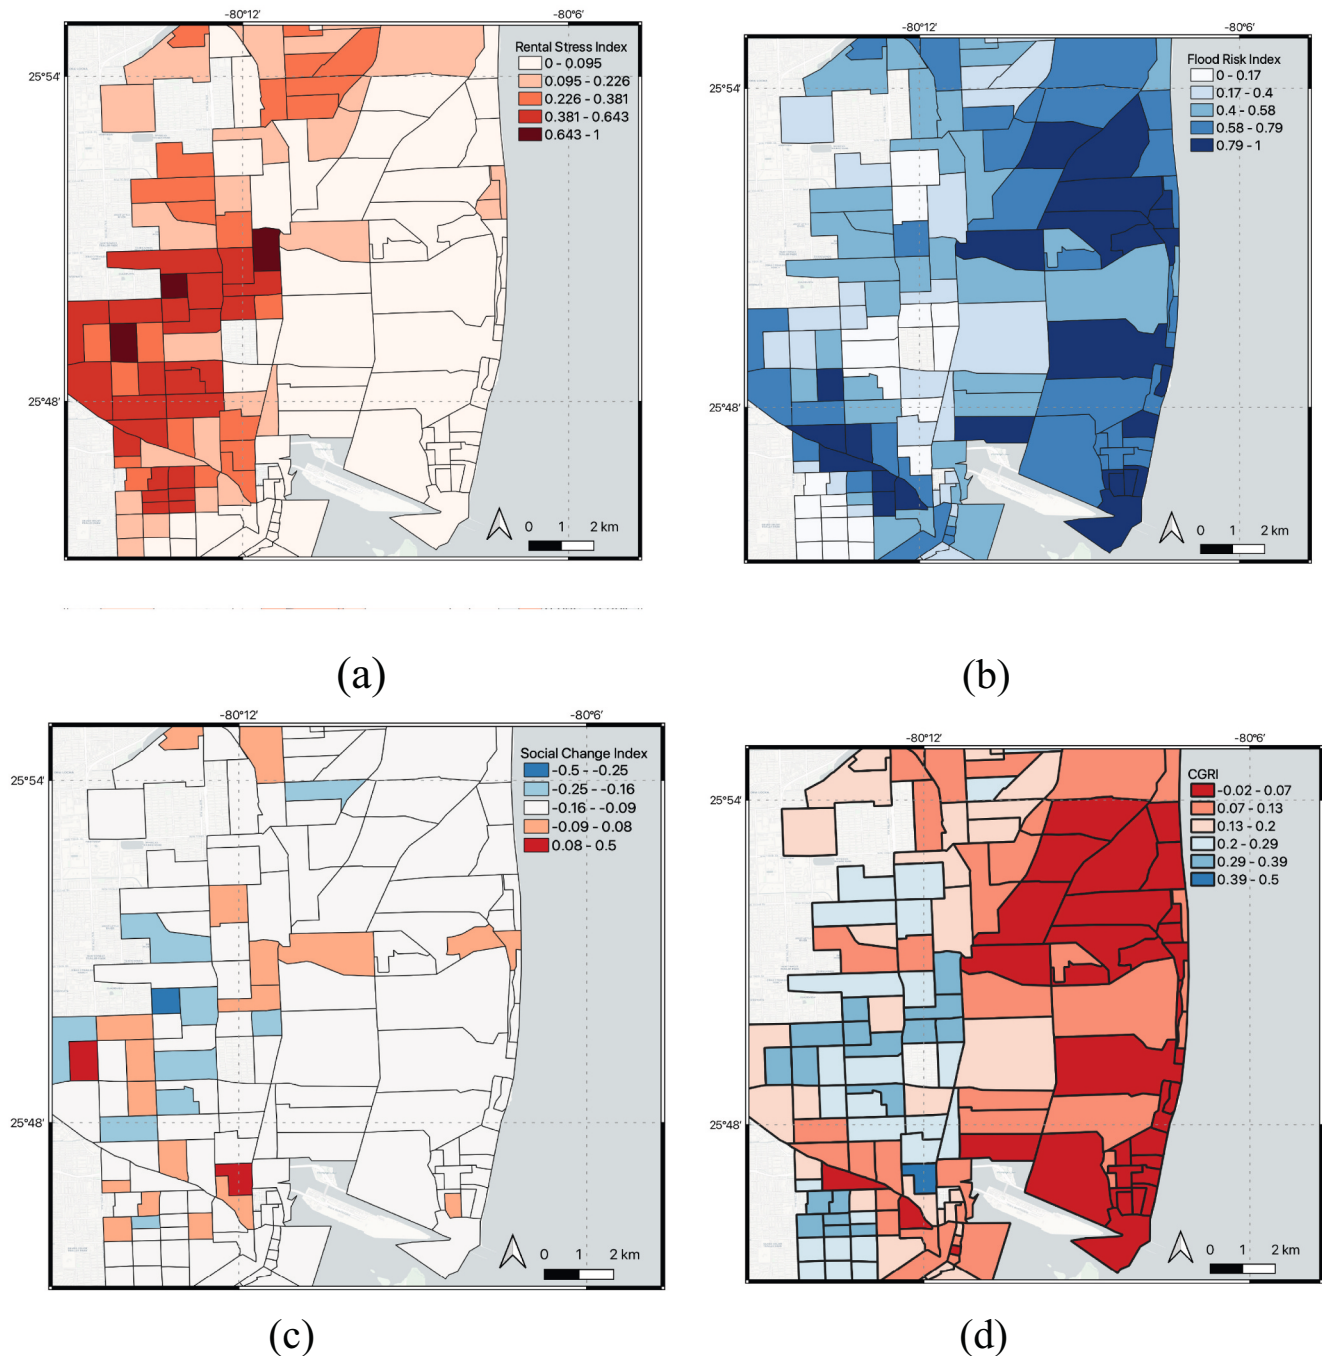 -80°12'
-80°6'
25°54'
25°48'
Rental Stress Index
0 - 0.095
0.095 - 0.226
0.226 - 0.381
0.381 - 0.643
0.643 - 1
0 1 2 km
(a)
-80°12'
-80°6'
25°54'
25°48'
Flood Risk Index
0 - 0.17
0.17 - 0.4
0.4 - 0.58
0.58 - 0.79
0.79 - 1
0 1 2 km
(b)
-80°12'
-80°6'
25°54'
25°48'
Social Change Index
-0.5 - -0.25
-0.25 - -0.16
-0.16 - -0.09
-0.09 - 0.08
0.08 - 0.5
0 1 2 km
(c)
-80°12'
-80°6'
25°54'
25°48'
CGRI
-0.02 - 0.07
0.07 - 0.13
0.13 - 0.2
0.2 - 0.29
0.29 - 0.39
0.39 - 0.5
0 1 2 km
(d)